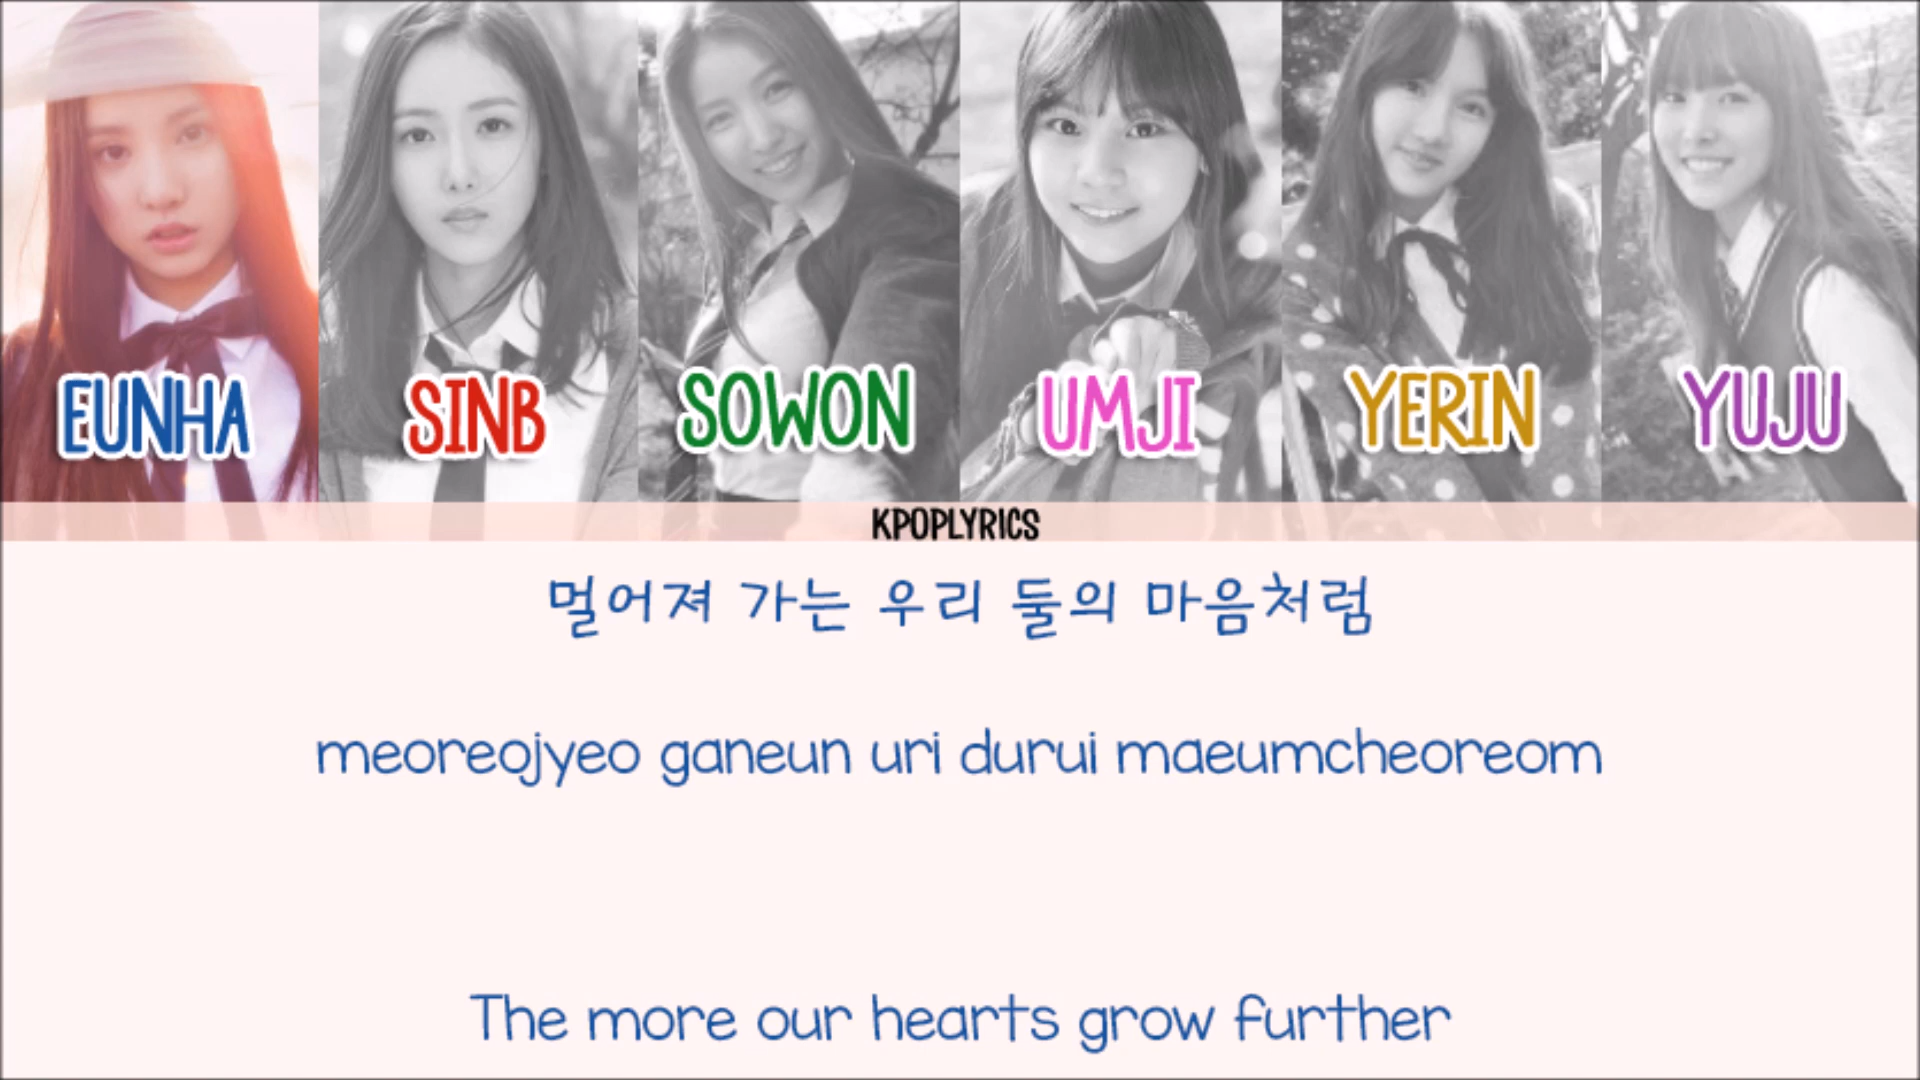 EUNHA SINB SOWON UMJI YERIN YUJU
KPOPLYRICS
멀어져 가는 우리 둘의 마음처럼
meoreojyeo ganeun uri durui maeumcheoreom
The more our hearts grow further